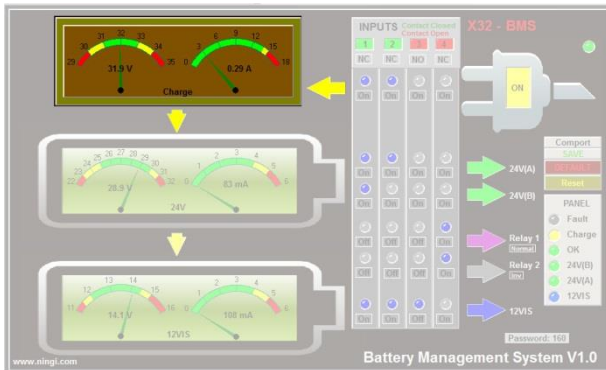 INPUTS Contact Closed
Contact Open
X32 - BMS
1 2 3 4
NC NC NO NC
29 30 31 32 33 34 35
31.9 V
0 3 6 9 12 15 18
0.29 A
Charge
ON
On On On On
22 23 24 25 26 27 28 29 30 31 32
28.9 V
0 1 2 3 4 5 6
83 mA
24V
On On On On
24V(A)
On On On On
24V(B)
Off Off Off On
Relay 1
Normal
Off Off On On
Relay 2
Inv
11 12 13 14 15 16
14.1 V
0 1 2 3 4 5 6
108 mA
12VIS
On On Off On
12VIS
Comport
SAVE
Reset
PANEL
Fault
Charge
OK
24V(B)
24V(A)
12VIS
Password: 160
www.ningi.com
Battery Management System V1.0